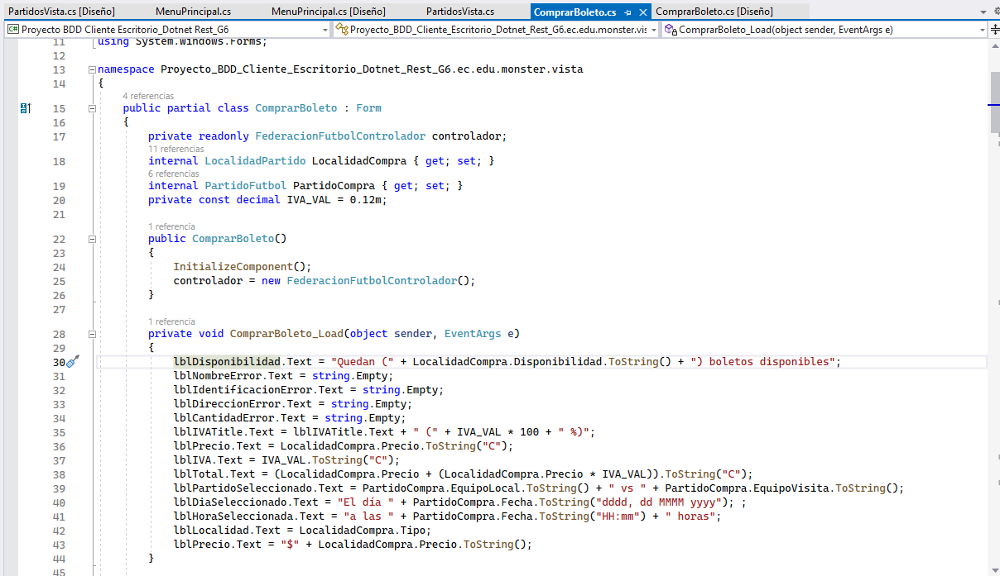 PartidosVista.cs [Diseño] MenuPrincipal.cs MenuPrincipal.cs [Diseño] PartidosVista.cs ComprarBoleto.cs ComprarBoleto.cs [Diseño]
C# Proyecto BDD Cliente Escritorio_Dotnet Rest_G6 Proyecto_BDD_Cliente_Escritorio_Dotnet_Rest_G6.ec.edu.monster.vis ComprarBoleto_Load(object sender, EventArgs e)
11 using System.Windows.Forms;
12
13 namespace Proyecto_BDD_Cliente_Escritorio_Dotnet_Rest_G6.ec.edu.monster.vista
14 {
4 referencias
15 public partial class ComprarBoleto : Form
16 {
17 private readonly FederacionFutbolControlador controlador;
11 referencias
18 internal LocalidadPartido LocalidadCompra { get; set; }
6 referencias
19 internal PartidoFutbol PartidoCompra { get; set; }
20 private const decimal IVA_VAL = 0.12m;
21
1 referencia
22 public ComprarBoleto()
23 {
24 InitializeComponent();
25 controlador = new FederacionFutbolControlador();
26 }
27
1 referencia
28 private void ComprarBoleto_Load(object sender, EventArgs e)
29 {
30 lblDisponibilidad.Text = "Quedan (" + LocalidadCompra.Disponibilidad.ToString() + ") boletos disponibles";
31 lblNombreError.Text = string.Empty;
32 lblIdentificacionError.Text = string.Empty;
33 lblDireccionError.Text = string.Empty;
34 lblCantidadError.Text = string.Empty;
35 lblIVATitle.Text = lblIVATitle.Text + " (" + IVA_VAL * 100 + " %)";
36 lblPrecio.Text = LocalidadCompra.Precio.ToString("C");
37 lblIVA.Text = IVA_VAL.ToString("C");
38 lblTotal.Text = (LocalidadCompra.Precio + (LocalidadCompra.Precio * IVA_VAL)).ToString("C");
39 lblPartidoSeleccionado.Text = PartidoCompra.EquipoLocal.ToString() + " vs " + PartidoCompra.EquipoVisita.ToString();
40 lblDiaSeleccionado.Text = "El día " + PartidoCompra.Fecha.ToString("dddd, dd MMMM yyyy"); ;
41 lblHoraSeleccionada.Text = "a las " + PartidoCompra.Fecha.ToString("HH:mm") + " horas";
42 lblLocalidad.Text = LocalidadCompra.Tipo;
43 lblPrecio.Text = "$" + LocalidadCompra.Precio.ToString();
44 }
45